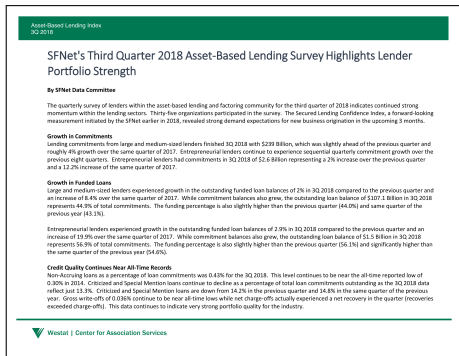 Asset-Based Lending Index
3Q 2018
SFNet's Third Quarter 2018 Asset-Based Lending Survey Highlights Lender
Portfolio Strength
By SFNet Data Committee
The quarterly survey of lenders within the asset-based lending and factoring community for the third quarter of 2018 indicates continued strong
momentum within the lending sectors. Thirty-five organizations participated in the survey. The Secured Lending Confidence Index, a forward-looking
measurement initiated by the SFNet earlier in 2018, revealed strong demand expectations for new business origination in the upcoming 3 months.
Growth in Commitments
Lending commitments from large and medium-sized lenders finished 3Q 2018 with $239 Billion, which was slightly ahead of the previous quarter and
roughly 4% growth over the same quarter of 2017. Entrepreneurial lenders continue to experience sequential quarterly commitment growth over the
previous eight quarters. Entrepreneurial lenders had commitments in 3Q 2018 of $2.6 Billion representing a 2% increase over the previous quarter
and a 12.2% increase of the same quarter of 2017.
Growth in Funded Loans
Large and medium-sized lenders experienced growth in the outstanding funded loan balances of 2% in 3Q 2018 compared to the previous quarter and
an increase of 8.4% over the same quarter of 2017. While commitment balances also grew, the outstanding loan balance of $107.1 Billion in 3Q 2018
represents 44.9% of total commitments. The funding percentage is also slightly higher than the previous quarter (44.0%) and same quarter of the
previous year (43.1%).
Entrepreneurial lenders experienced growth in the outstanding funded loan balances of 2.9% in 3Q 2018 compared to the previous quarter and an
increase of 19.9% over the same quarter of 2017. While commitment balances also grew, the outstanding loan balance of $1.5 Billion in 3Q 2018
represents 56.9% of total commitments. The funding percentage is also slightly higher than the previous quarter (56.1%) and significantly higher than
the same quarter of the previous year (54.6%).
Credit Quality Continues Near All-Time Records
Non-Accruing loans as a percentage of loan commitments was 0.43% for the 3Q 2018. This level continues to be near the all-time reported low of
0.30% in 2014. Criticized and Special Mention loans continue to decline as a percentage of total loan commitments outstanding as the 3Q 2018 data
reflect just 13.3%. Criticized and Special Mention loans are down from 14.2% in the previous quarter and 14.8% in the same quarter of the previous
year. Gross write-offs of 0.036% continue to be near all-time lows while net charge-offs actually experienced a net recovery in the quarter (recoveries
exceeded charge-offs). This data continues to indicate very strong portfolio quality for the industry.
Westat | Center for Association Services